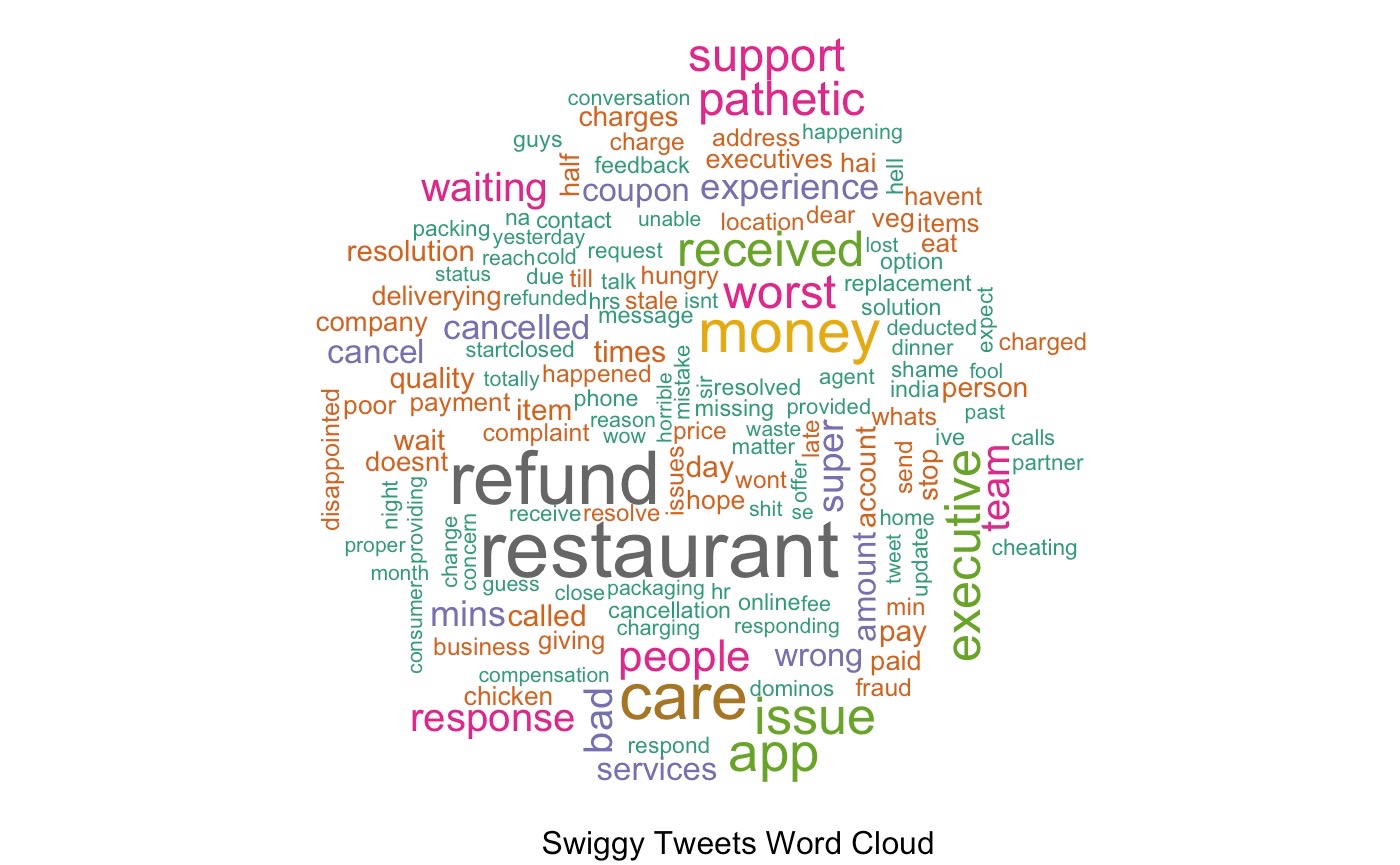 support
conversation pathetic
charges
guys charge address happening
half feedback executives hai hell
waiting coupon experience havent
packing na contact unable location dear veg items
yesterday
resolution reach cold request received lost eat
option
status due till talk hungry worst replacement
deliverying refunded hrs stale isnt solution expect
company cancelled message money deducted charged
cancel start closed times dinner
quality totally happened horrible mistake sir resolved agent shame fool
india person
disappointed poor payment item phone missing provided whats past
reason
wait complaint wow price waste late super account ive calls
matter
doesnt refund issues day wont offer send stop executive team partner
night providing hope shit se
receive resolve home
proper change concern restaurant amount tweet update cheating
month
consumers guess close packaging hr
mins called cancellation online fee min
charging responding pay
business giving people wrong paid
compensation
chicken care dominos fraud
response bad issue
respond app
services
Swiggy Tweets Word Cloud